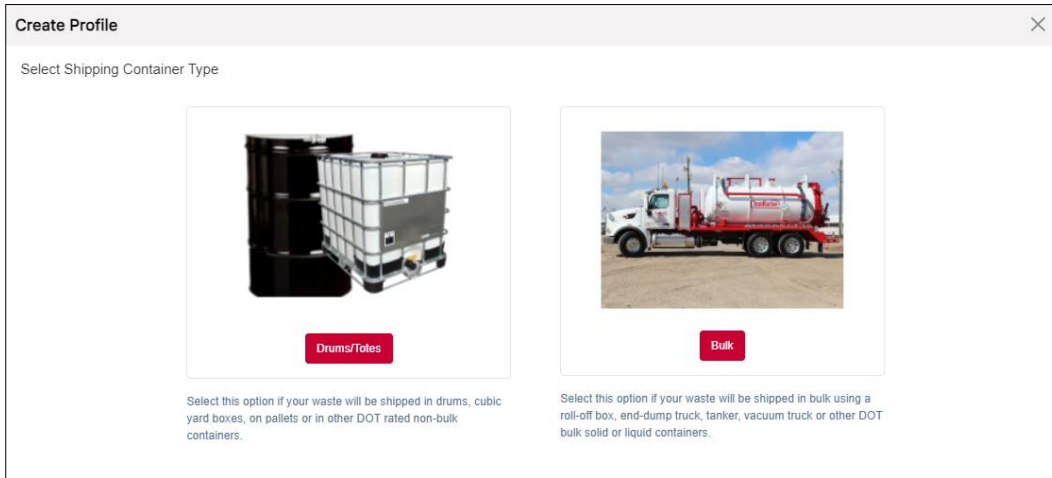 Create Profile
Select Shipping Container Type
Drums/Totes
Select this option if your waste will be shipped in drums, cubic
yard boxes, on pallets or in other DOT rated non-bulk
containers.
CleanHarbors
Bulk
Select this option if your waste will be shipped in bulk using a
roll-off box, end-dump truck, tanker, vacuum truck or other DOT
bulk solid or liquid containers.